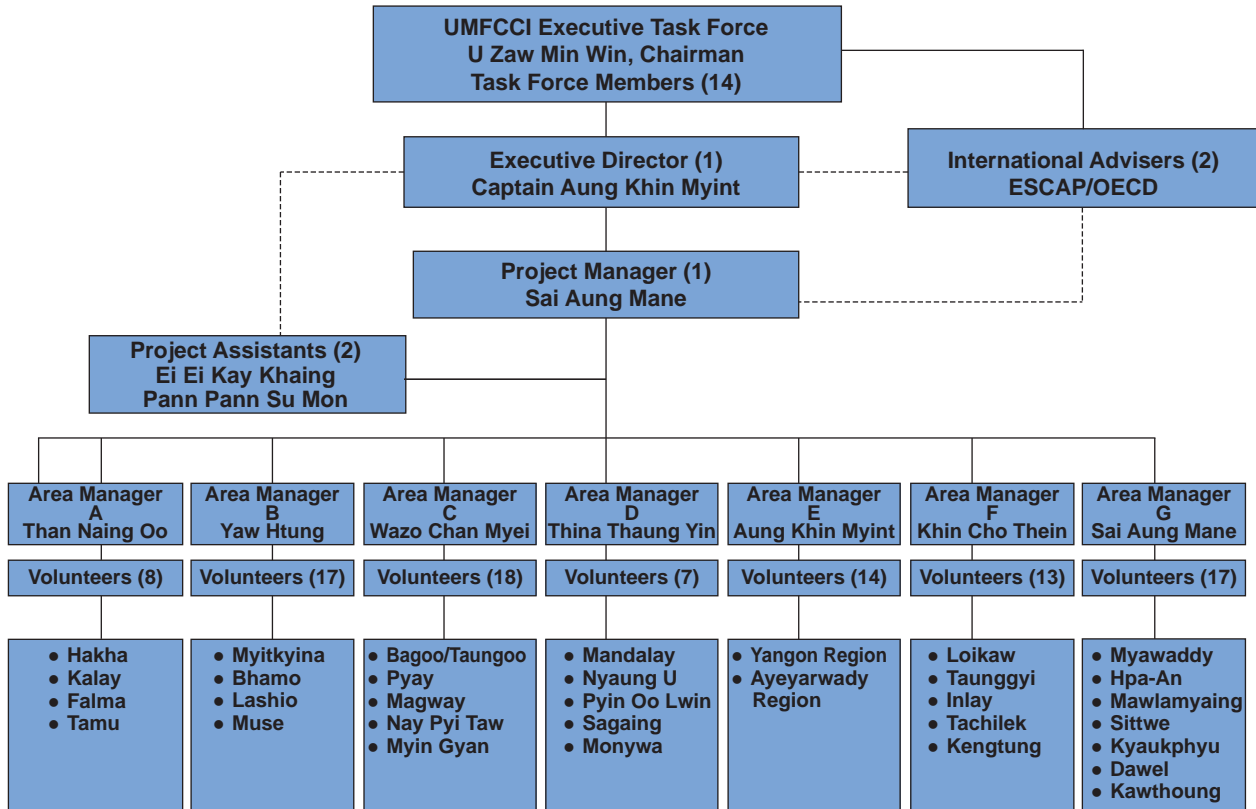 UMFCCI Executive Task Force
U Zaw Min Win, Chairman
Task Force Members (14)
Executive Director (1)
Captain Aung Khin Myint
International Advisers (2)
ESCAP/OECD
Project Manager (1)
Sai Aung Mane
Project Assistants (2)
Ei Ei Kay Khaing
Pann Pann Su Mon
Area Manager
A
Than Naing Oo
Area Manager
B
Yaw Htung
Area Manager
C
Wazo Chan Myei
Area Manager
D
Thina Thaung Yin
Area Manager
E
Aung Khin Myint
Area Manager
F
Khin Cho Thein
Area Manager
G
Sai Aung Mane
Volunteers (8)
Volunteers (17)
Volunteers (18)
Volunteers (7)
Volunteers (14)
Volunteers (13)
Volunteers (17)
● Hakha
● Kalay
● Falma
● Tamu
● Myitkyina
● Bhamo
● Lashio
● Muse
● Bagoo/Taungoo
● Pyay
● Magway
● Nay Pyi Taw
● Myin Gyan
● Mandalay
● Nyaung U
● Pyin Oo Lwin
● Sagaing
● Monywa
● Yangon Region
● Ayeyarwady
Region
● Loikaw
● Taunggyi
● Inlay
● Tachilek
● Kengtung
● Myawaddy
● Hpa-An
● Mawlamyaing
● Sittwe
● Kyaukphyu
● Dawel
● Kawthoung